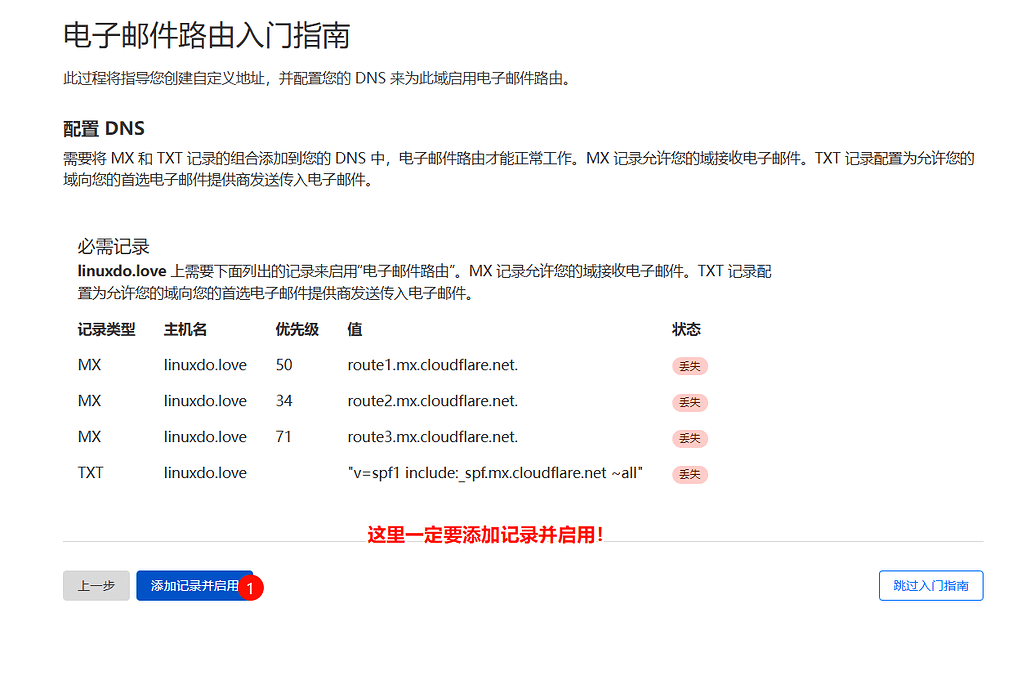 电子邮件路由入门指南
此过程将指导您创建自定义地址，并配置您的 DNS 来为此域启用电子邮件路由。
配置 DNS
需要将 MX 和 TXT 记录的组合添加到您的 DNS 中，电子邮件路由才能正常工作。MX 记录允许您的域接收电子邮件。TXT 记录配置为允许您的
域向您的首选电子邮件提供商发送传入电子邮件。
必需记录
linuxdo.love 上需要下面列出的记录来启用“电子邮件路由”。MX 记录允许您的域接收电子邮件。TXT 记录配
置为允许您的域向您的首选电子邮件提供商发送传入电子邮件。
记录类型 主机名 优先级 值 状态
MX linuxdo.love 50 route1.mx.cloudflare.net. 丢失
MX linuxdo.love 34 route2.mx.cloudflare.net. 丢失
MX linuxdo.love 71 route3.mx.cloudflare.net. 丢失
TXT linuxdo.love "v=spf1 include:_spf.mx.cloudflare.net ~all" 丢失
这里一定要添加记录并启用！
上一步 添加记录并启用 1 跳过入门指南